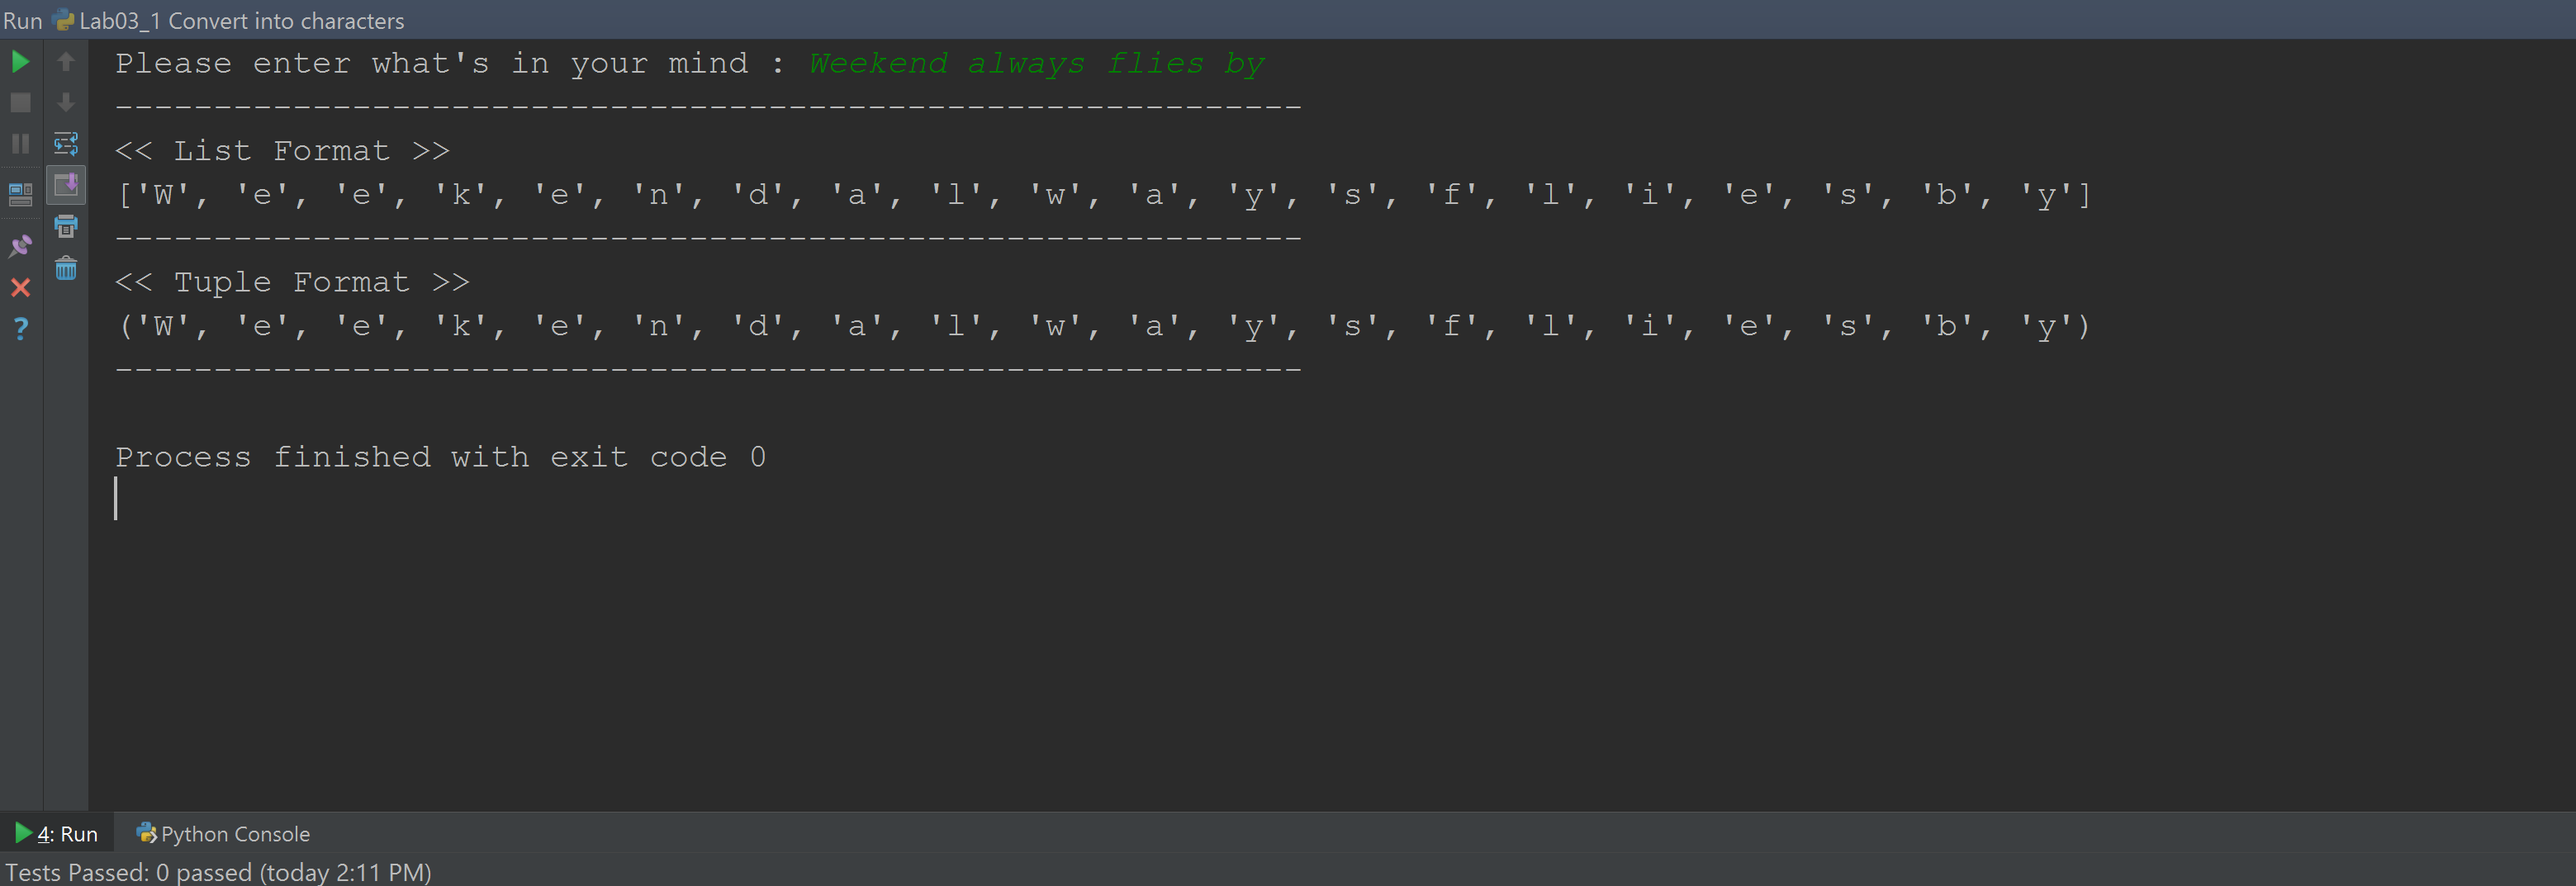 Run Lab03_1 Convert into characters
Please enter what's in your mind : Weekend always flies by
------------------------------------------------------------
<< List Format >>
['W', 'e', 'e', 'k', 'e', 'n', 'd', 'a', 'l', 'w', 'a', 'y', 's', 'f', 'l', 'i', 'e', 's', 'b', 'y']
------------------------------------------------------------
<< Tuple Format >>
('W', 'e', 'e', 'k', 'e', 'n', 'd', 'a', 'l', 'w', 'a', 'y', 's', 'f', 'l', 'i', 'e', 's', 'b', 'y')
------------------------------------------------------------
Process finished with exit code 0
4: Run Python Console
Tests Passed: 0 passed (today 2:11 PM)